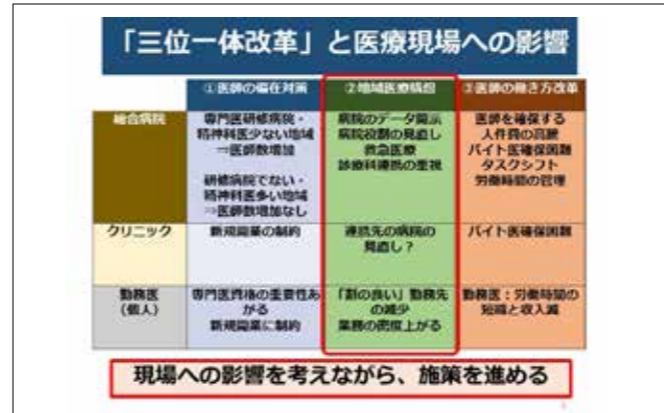 「三位一体改革」と医療現場への影響
①医師の偏在対策
②地域医療構想
③医師の働き方改革
総合病院
専門医研修病院・
精神科医少ない地域
⇒医師数増加
研修病院でない・
精神科医多い地域
⇒医師数増加なし
病院のデータ開示
病院役割の見直し
救急医療
診療科連携の重視
医師を確保する
人件費の高騰
バイト医確保困難
タスクシフト
労働時間の管理
クリニック
新規開業の制約
連携先の病院の
見直し？
バイト医確保困難
勤務医
（個人）
専門医資格の重要性あ
がる
新規開業に制約
「割の良い」勤務先
の減少
業務の密度上がる
勤務医：労働時間の
短縮と収入減
現場への影響を考えながら、施策を進める